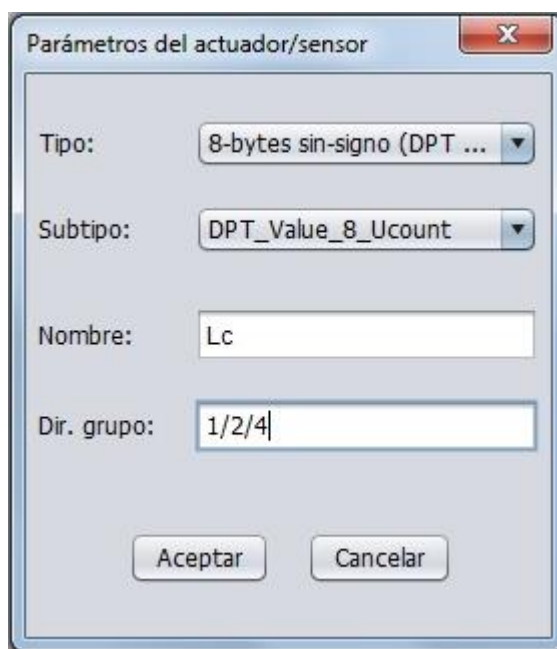 Parámetros del actuador/sensor
Tipo: 8-bytes sin-signo (DPT ...
Subtipo: DPT_Value_8_Ucount
Nombre: Lc
Dir. grupo: 1/2/4
Aceptar Cancelar